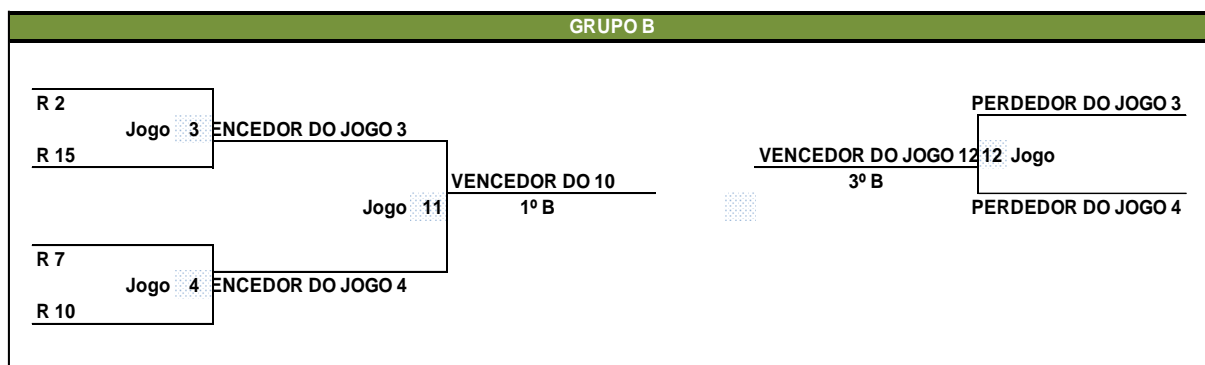 GRUPO B
R 2
PERDEDOR DO JOGO 3
Jogo 3 ENCEDOR DO JOGO 3
R 15
VENCEDOR DO JOGO 12 12 Jogo
VENCEDOR DO 10
3º B
Jogo 11
1º B
PERDEDOR DO JOGO 4
R 7
Jogo 4 ENCEDOR DO JOGO 4
R 10